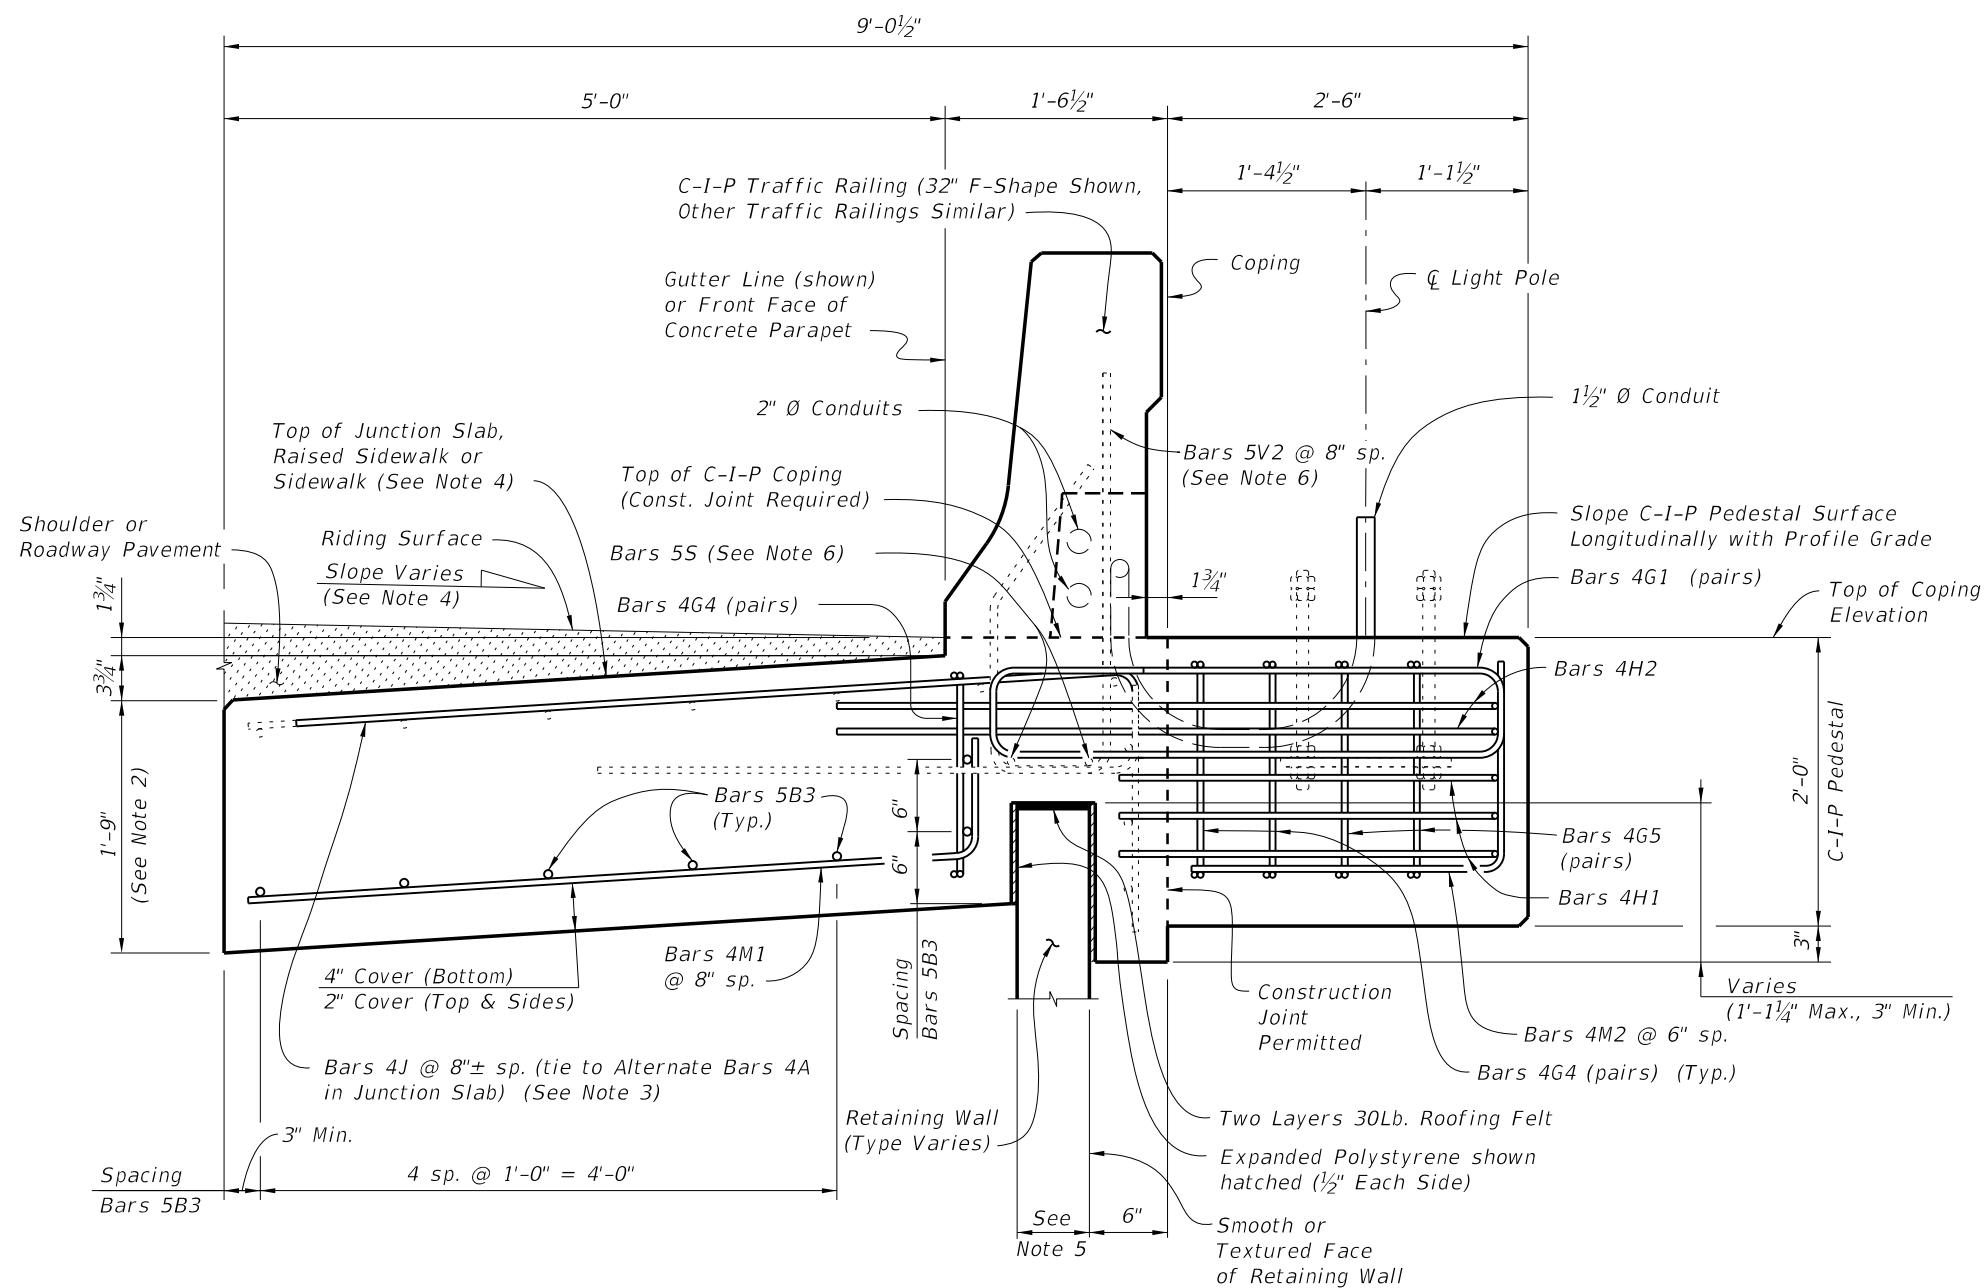 9'-0½"
5'-0"
1'-6½"
2'-6"
1'-4½"
1'-1½"
C-I-P Traffic Railing (32" F-Shape Shown,
Other Traffic Railings Similar)
Gutter Line (shown)
or Front Face of
Concrete Parapet
Coping
℄ Light Pole
2" Ø Conduits
1½" Ø Conduit
Top of Junction Slab,
Raised Sidewalk or
Sidewalk (See Note 4)
Top of C-I-P Coping
(Const. Joint Required)
Bars 5V2 @ 8" sp.
(See Note 6)
Shoulder or
Roadway Pavement
Riding Surface
Slope Varies
(See Note 4)
Bars 5S (See Note 6)
Bars 4G4 (pairs)
1¾"
Slope C-I-P Pedestal Surface
Longitudinally with Profile Grade
Bars 4G1 (pairs)
Top of Coping
Elevation
1¾"
3¾"
Bars 4H2
1'-9"
(See Note 2)
Bars 5B3
(Typ.)
6"
6"
2'-0"
C-I-P Pedestal
Bars 4G5
(pairs)
Bars 4H1
3"
4" Cover (Bottom)
2" Cover (Top & Sides)
Bars 4M1
@ 8" sp.
Spacing
Bars 5B3
Construction
Joint
Permitted
Varies
(1'-1¼" Max., 3" Min.)
Bars 4M2 @ 6" sp.
Bars 4G4 (pairs) (Typ.)
Bars 4J @ 8"± sp. (tie to Alternate Bars 4A
in Junction Slab) (See Note 3)
Retaining Wall
(Type Varies)
Two Layers 30Lb. Roofing Felt
3" Min.
Expanded Polystyrene shown
hatched (½" Each Side)
Spacing
Bars 5B3
4 sp. @ 1'-0" = 4'-0"
See
Note 5
6"
Smooth or
Textured Face
of Retaining Wall